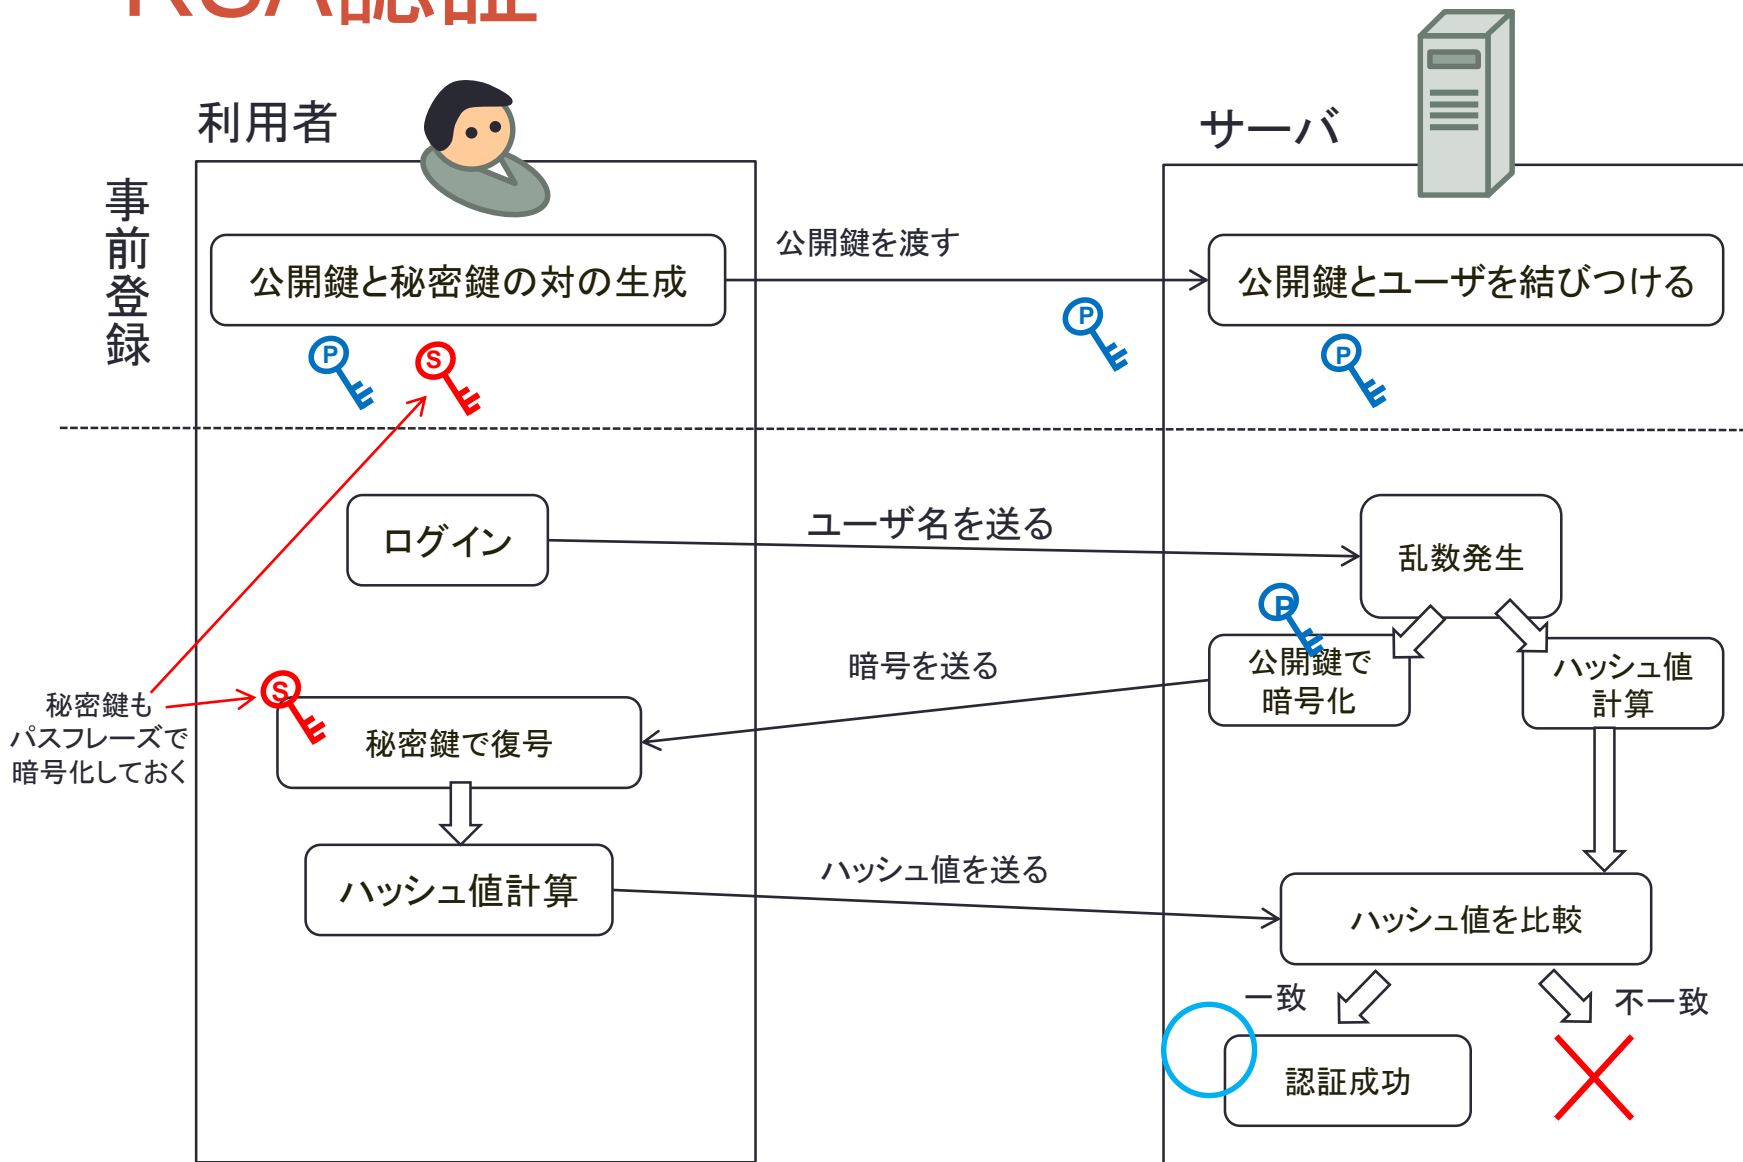 RSA認証
利用者
サーバ
事前登録
公開鍵と秘密鍵の対の生成
公開鍵を渡す
公開鍵とユーザを結びつける
P
S
P
P
ログイン
ユーザ名を送る
乱数発生
P
公開鍵で
暗号化
ハッシュ値
計算
暗号を送る
秘密鍵も
パスフレーズで
暗号化しておく
S
秘密鍵で復号
ハッシュ値計算
ハッシュ値を送る
ハッシュ値を比較
一致
不一致
認証成功